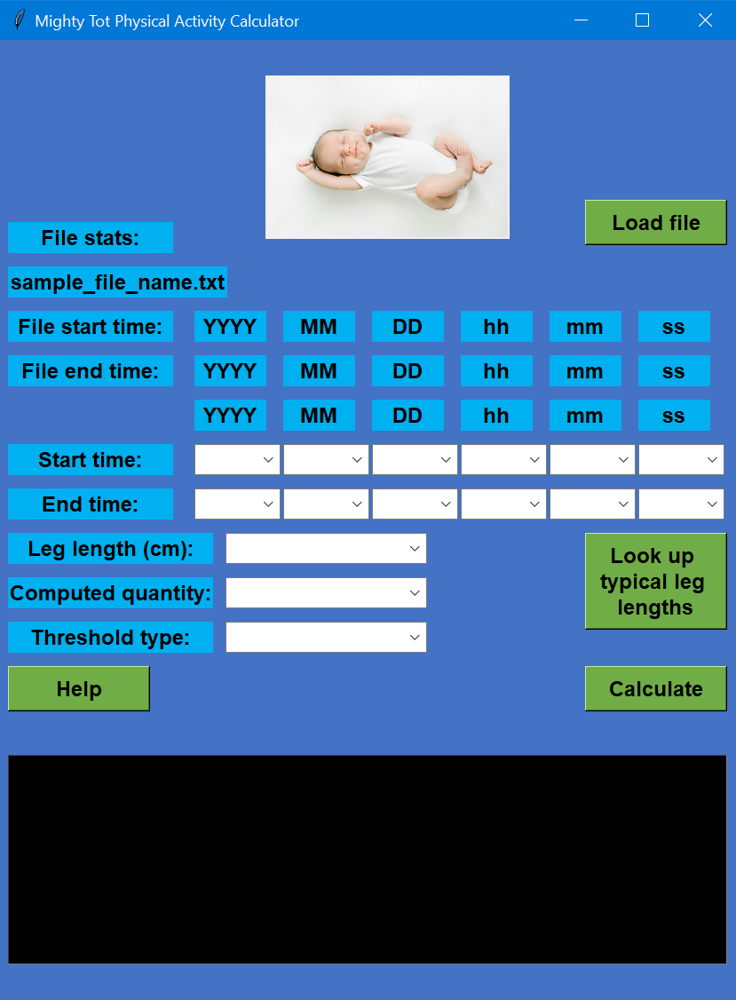 Mighty Tot Physical Activity Calculator
Load file
File stats:
sample_file_name.txt
File start time: YYYY MM DD hh mm ss
File end time: YYYY MM DD hh mm ss
YYYY MM DD hh mm ss
Start time:
End time:
Leg length (cm):
Look up
typical leg
lengths
Computed quantity:
Threshold type:
Help
Calculate